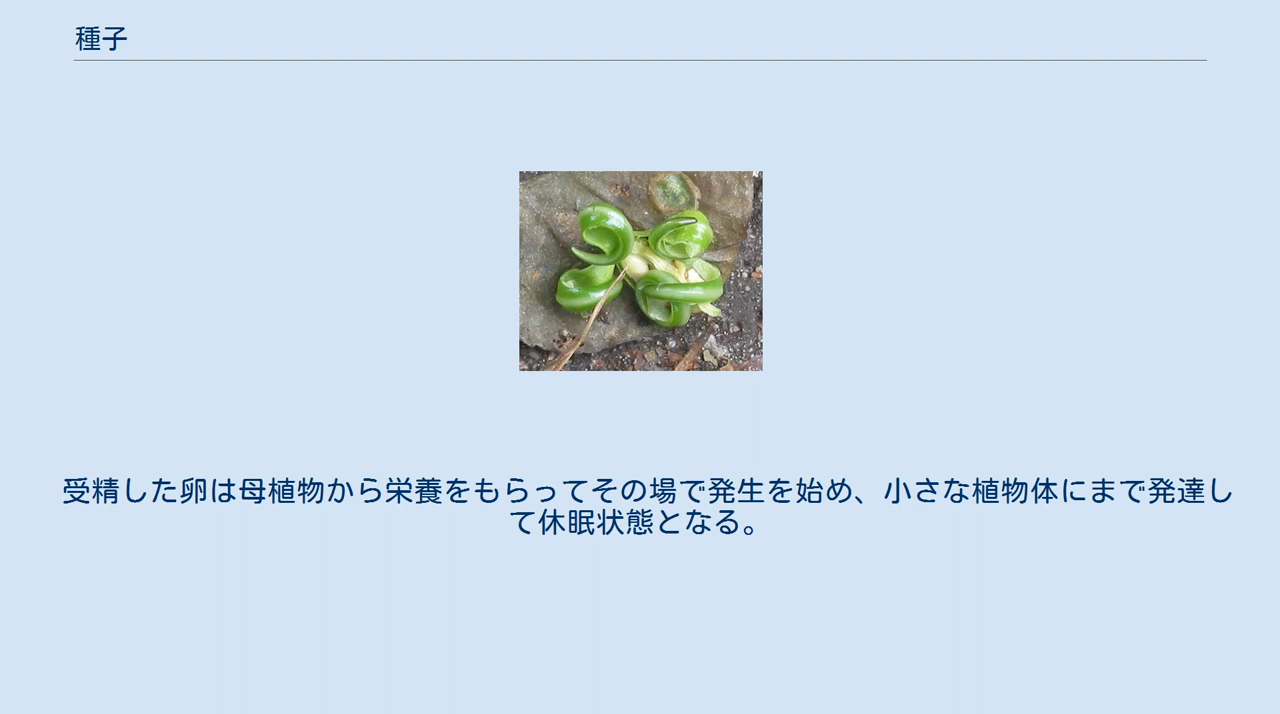 種子
受精した卵は母植物から栄養をもらってその場で発生を始め、小さな植物体にまで発達し
て休眠状態となる。